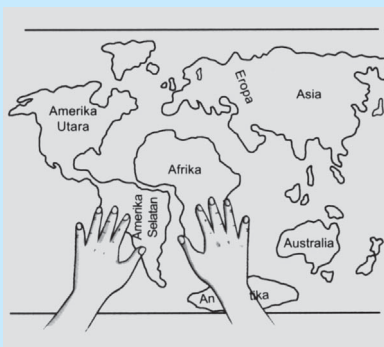 Amerika
Utara
Eropa
Asia
Afrika
Amerika
Selatan
Australia
An tika